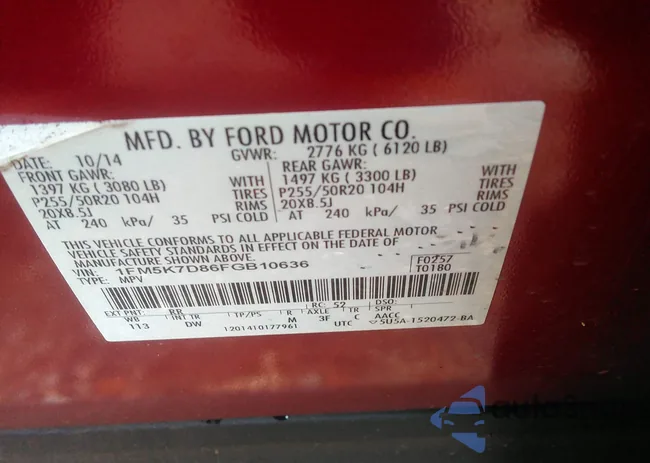 MFD. BY FORD MOTOR CO.
DATE: 10/14 GVWR: 2776 KG ( 6120 LB)
FRONT GAWR: REAR GAWR:
1397 KG ( 3080 LB) WITH 1497 KG ( 3300 LB) WITH
P255/50R20 104H TIRES P255/50R20 104H TIRES
20X8.5J RIMS 20X8.5J RIMS
AT 240 kPa/ 35 PSI COLD AT 240 kPa/ 35 PSI COLD
THIS VEHICLE CONFORMS TO ALL APPLICABLE FEDERAL MOTOR
VEHICLE SAFETY STANDARDS IN EFFECT ON THE DATE OF
MANUFACTURE SHOWN ABOVE.
VIN: 1FM5K7D86FGB10636 F0257
TYPE: MPV T0180
EXT PNT: RR RC: 52 DSO:
WB INT TR TP/PS R AXLE TR SPR
113 DW M 3F C AACC
1201410177961 UTC 5U5A-1520472-BA